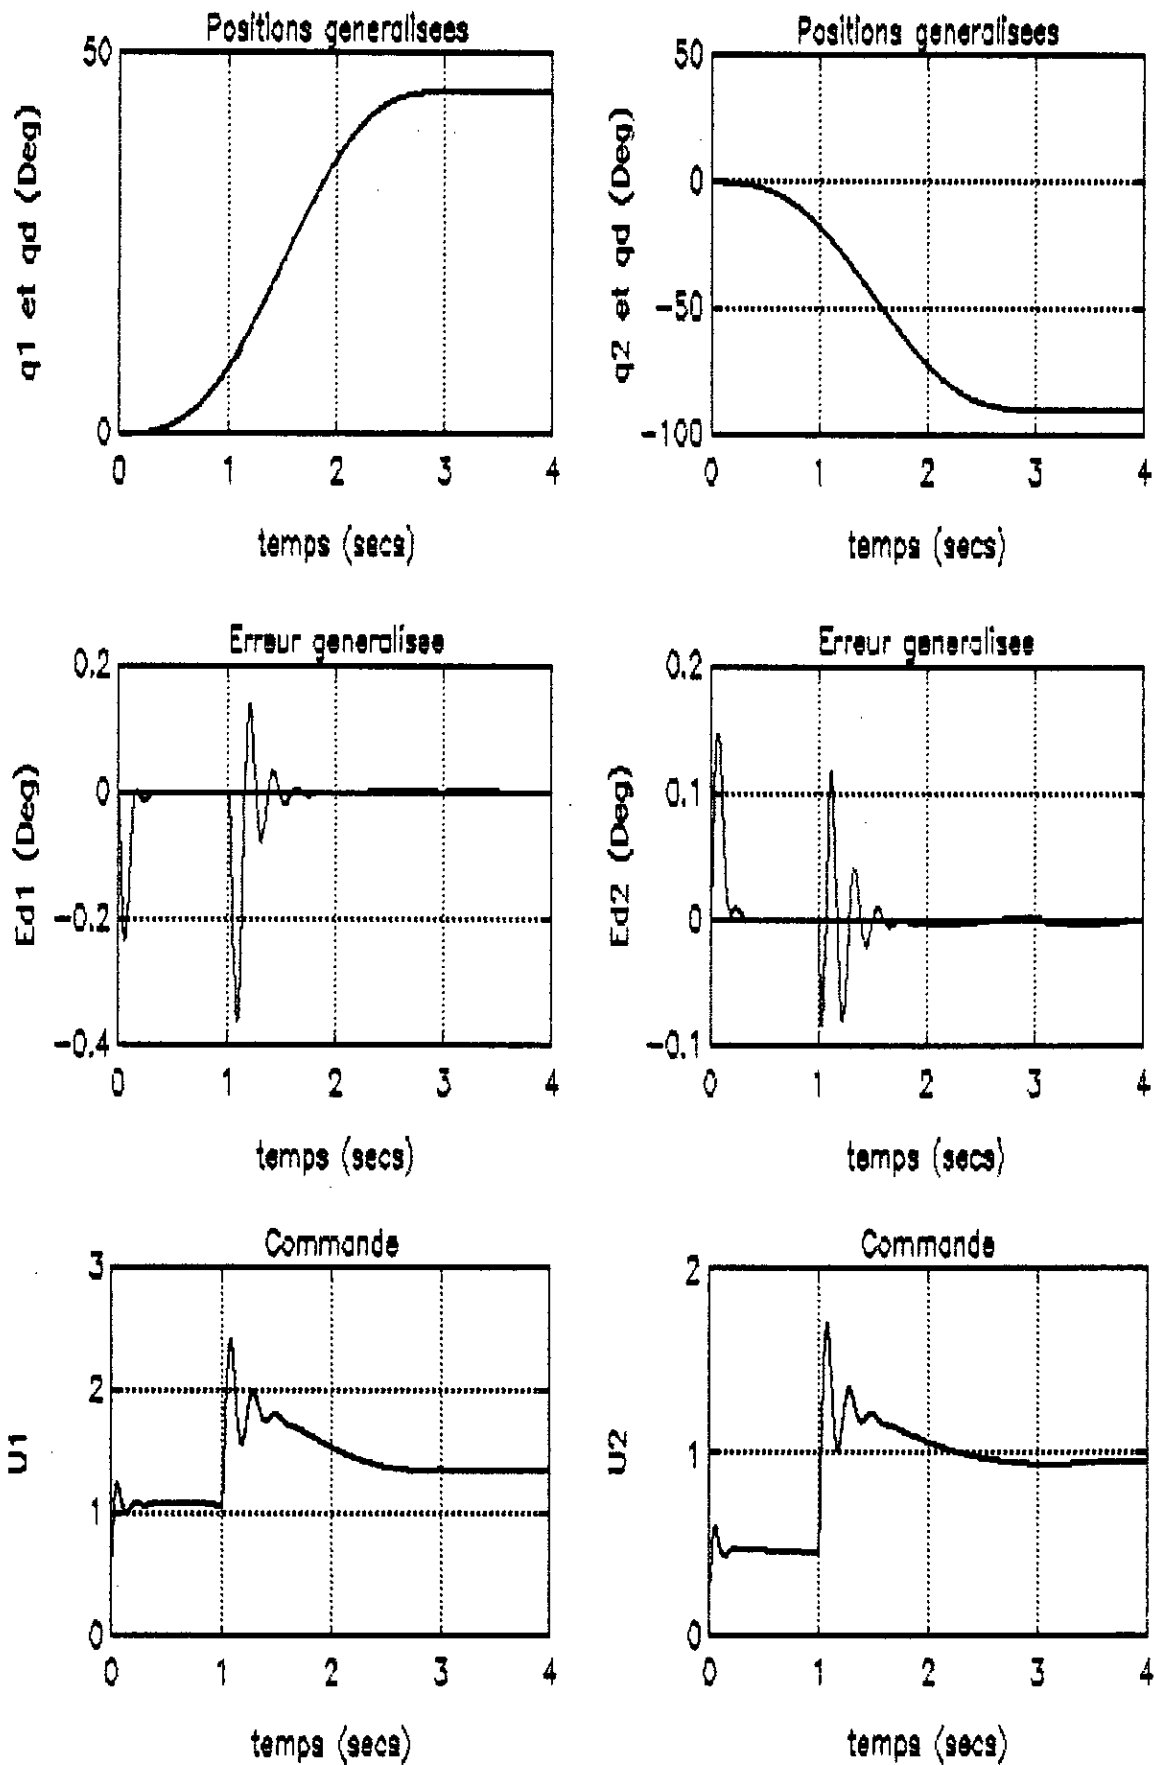 Positions generalisees
50
0
q1 et qd (Deg)
0 1 2 3 4
temps (secs)
Positions generalisees
50
0
-50
-100
q2 et qd (Deg)
0 1 2 3 4
temps (secs)
Erreur generalisee
0.2
0
-0.2
-0.4
Ed1 (Deg)
0 1 2 3 4
temps (secs)
Erreur generalisee
0.2
0.1
0
-0.1
Ed2 (Deg)
0 1 2 3 4
temps (secs)
Commande
3
2
1
0
U1
0 1 2 3 4
temps (secs)
Commande
2
1
0
U2
0 1 2 3 4
temps (secs)